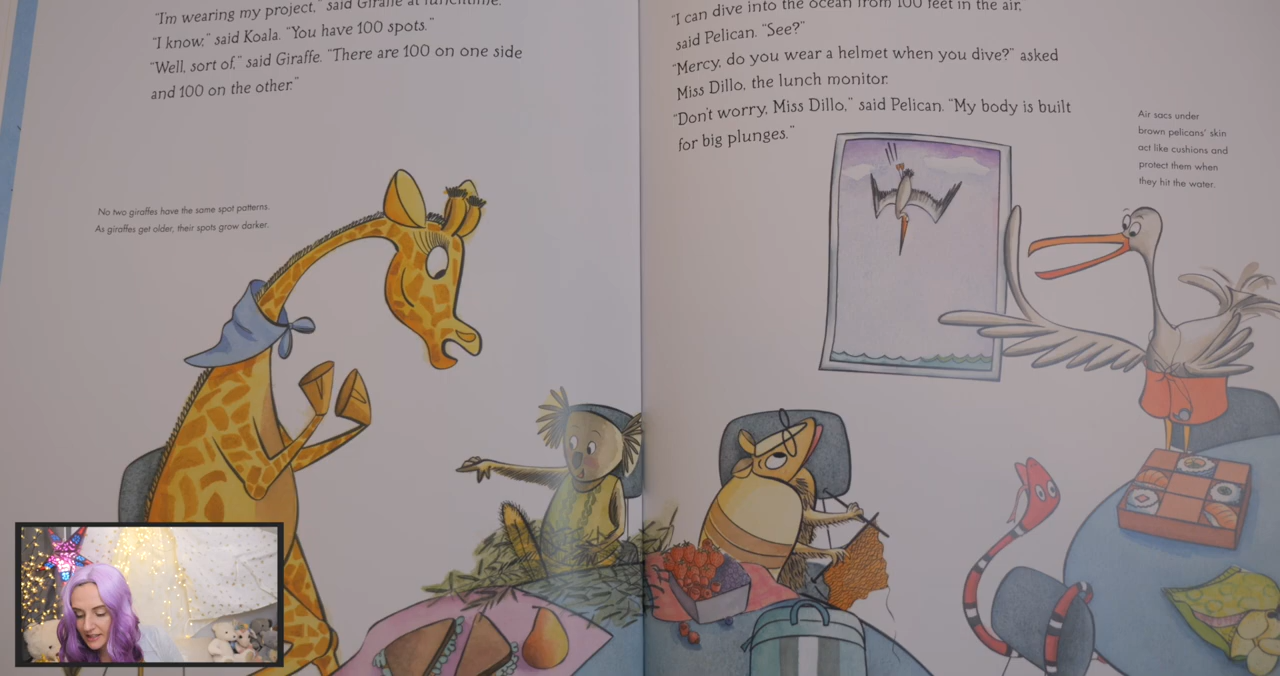 "I'm wearing my project," said Giraffe at lunchtime.
"I know," said Koala. "You have 100 spots."
"Well, sort of," said Giraffe. "There are 100 on one side
and 100 on the other."
No two giraffes have the same spot patterns.
As giraffes get older, their spots grow darker.
"I can dive into the ocean from 100 feet in the air,"
said Pelican. "See?"
"Mercy, do you wear a helmet when you dive?" asked
Miss Dillo, the lunch monitor.
"Don't worry, Miss Dillo," said Pelican. "My body is built
for big plunges."
Air sacs under
brown pelicans' skin
act like cushions and
protect them when
they hit the water.